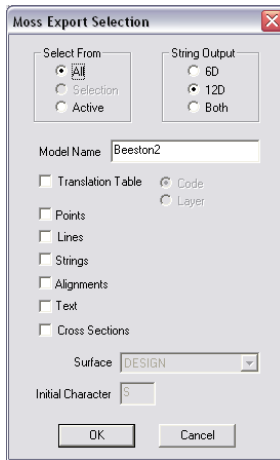 Moss Export Selection
Select From
All
Selection
Active
String Output
6D
12D
Both
Model Name Beeston2
Translation Table
Code
Layer
Points
Lines
Strings
Alignments
Text
Cross Sections
Surface DESIGN
Initial Character S
OK Cancel